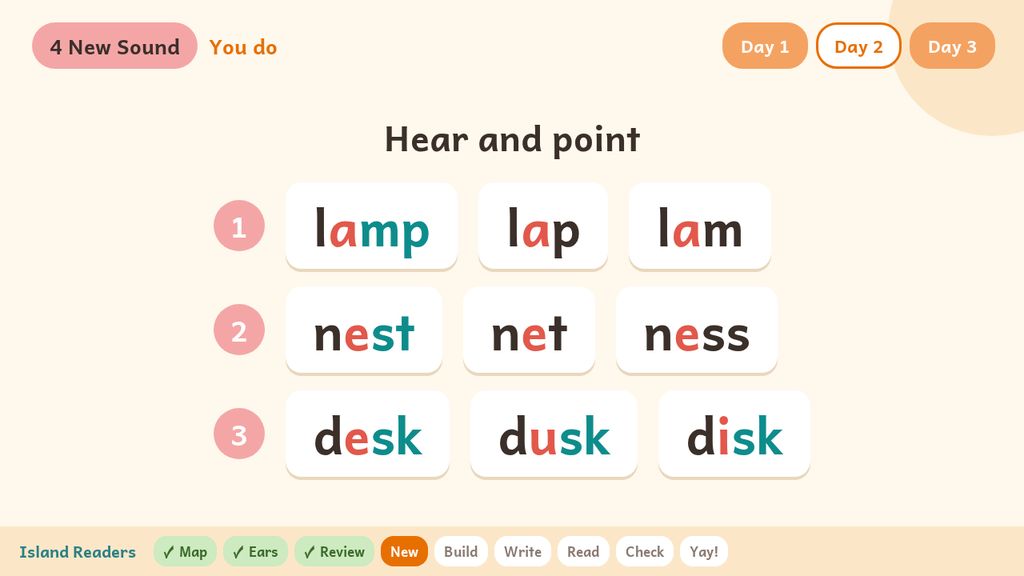 4 New Sound You do Day 1 Day 2 Day 3
Hear and point
1 lamp lap lam
2 nest net ness
3 desk dusk disk
Island Readers ✓ Map ✓ Ears ✓ Review New Build Write Read Check Yay!